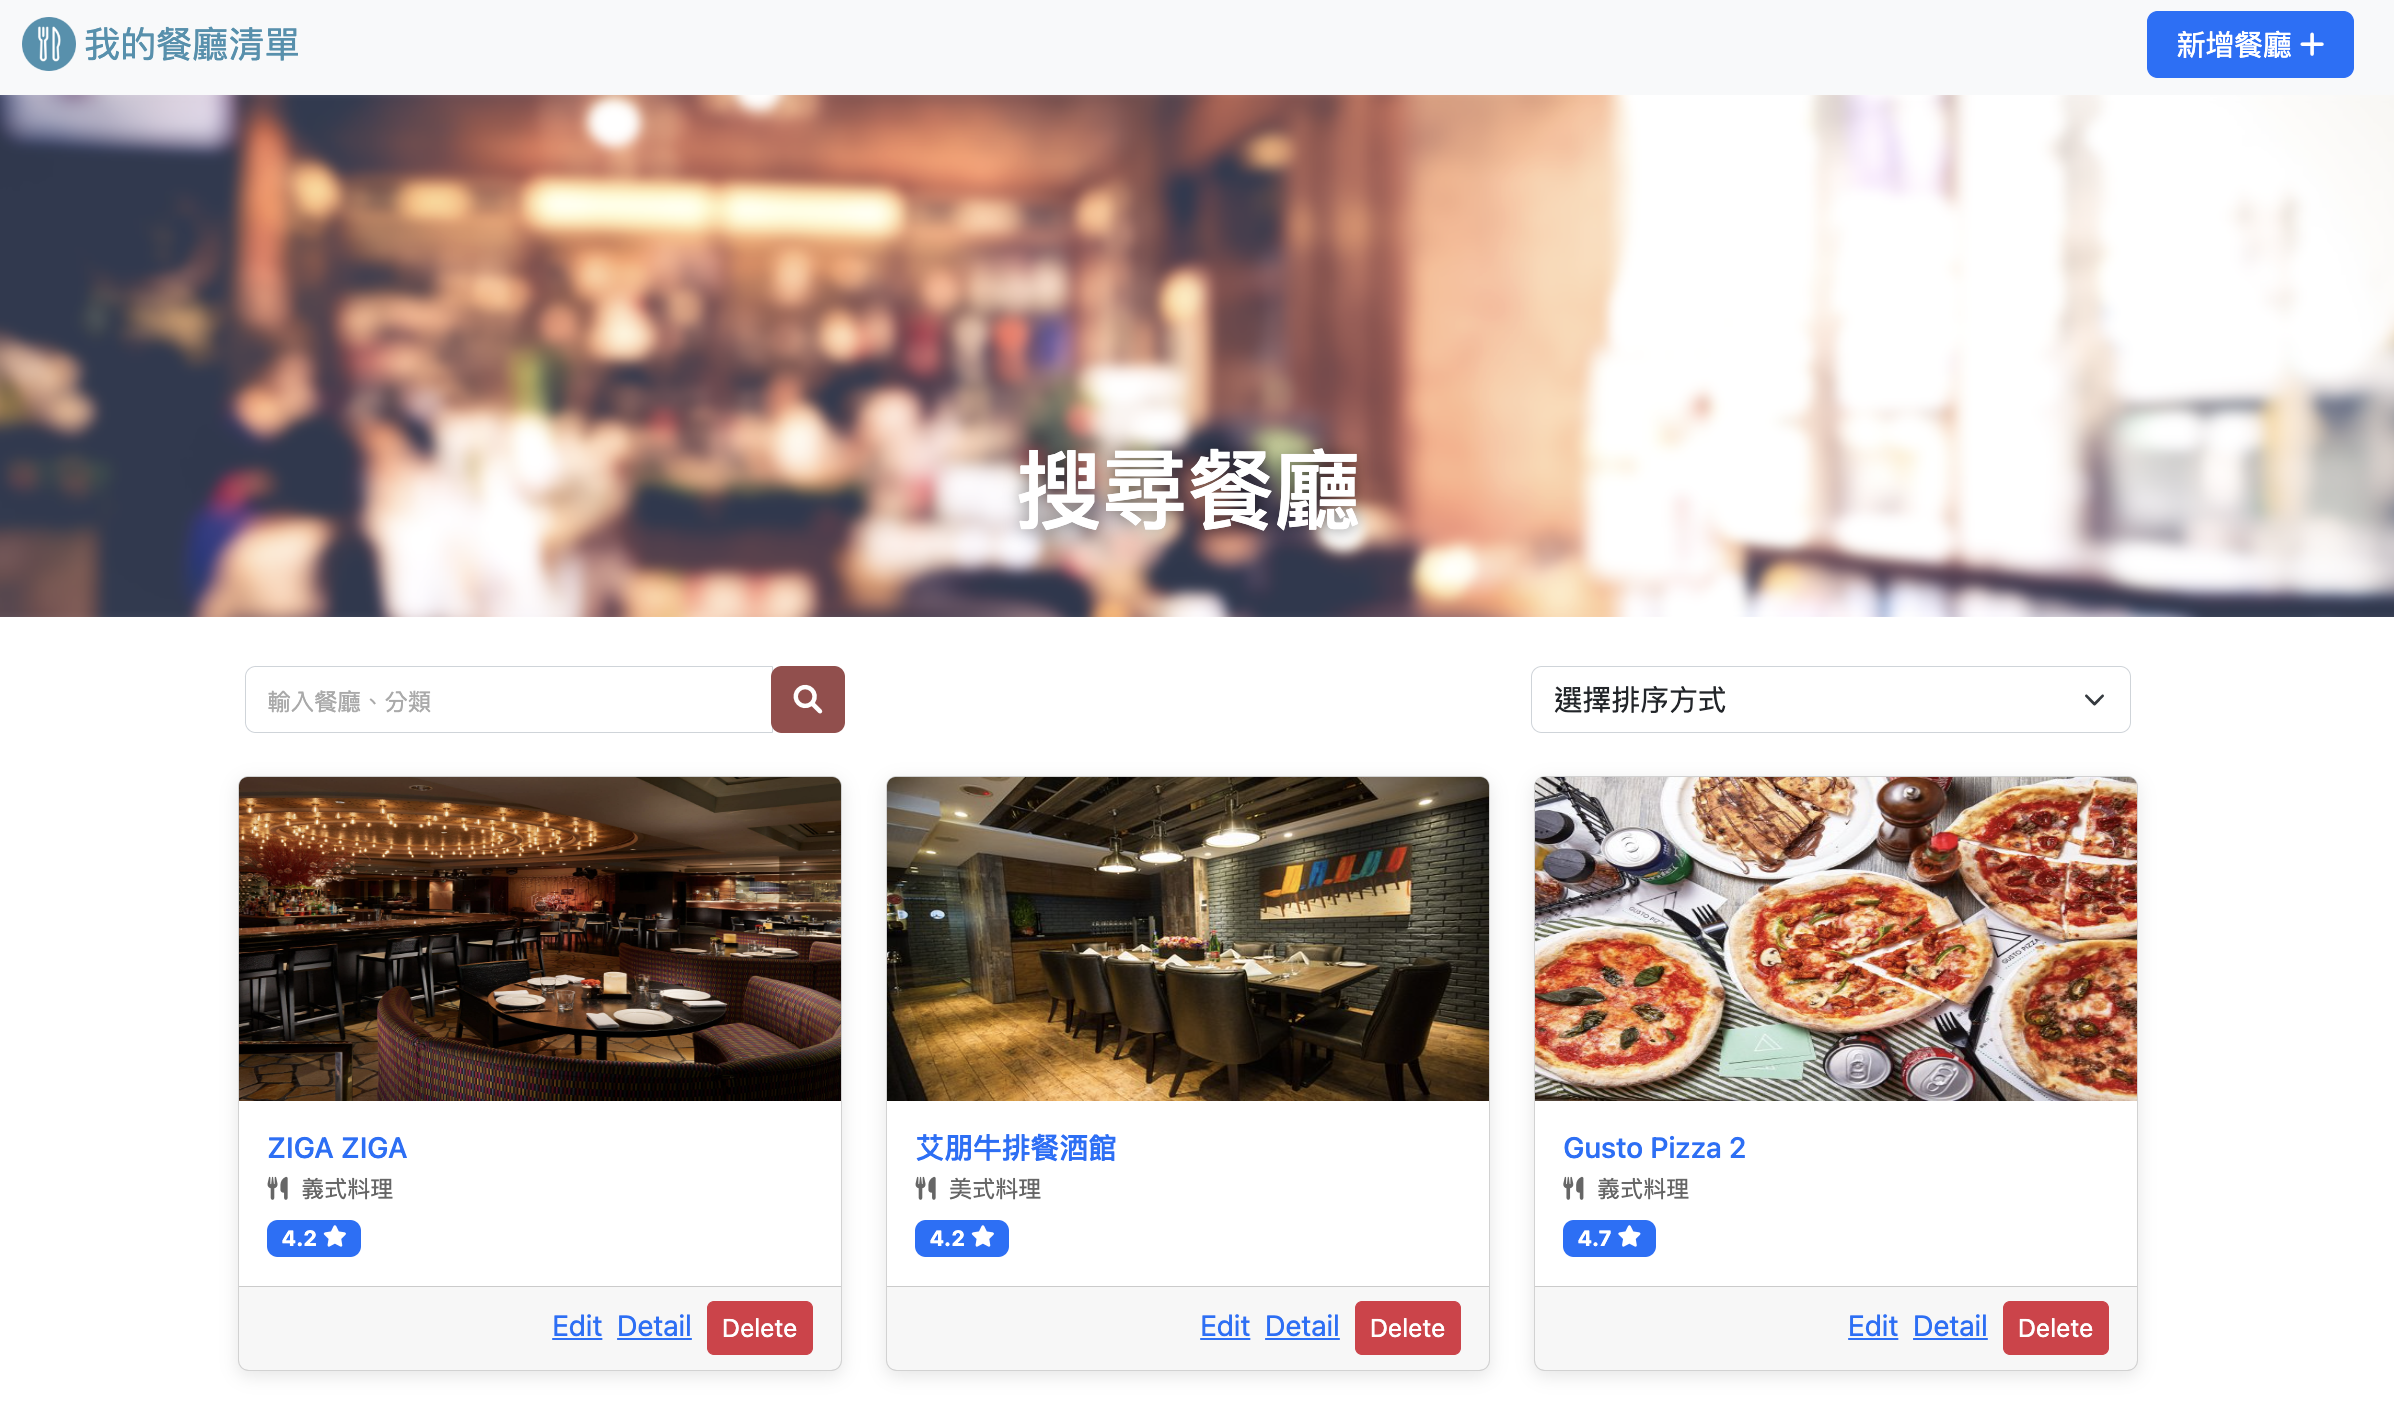 我的餐廳清單
新增餐廳
搜尋餐廳
輸入餐廳、分類
選擇排序方式
GUSTO PIZZA
ZIGA ZIGA
義式料理
4.2
Edit Detail Delete
艾朋牛排餐酒館
美式料理
4.2
Edit Detail Delete
Gusto Pizza 2
義式料理
4.7
Edit Detail Delete